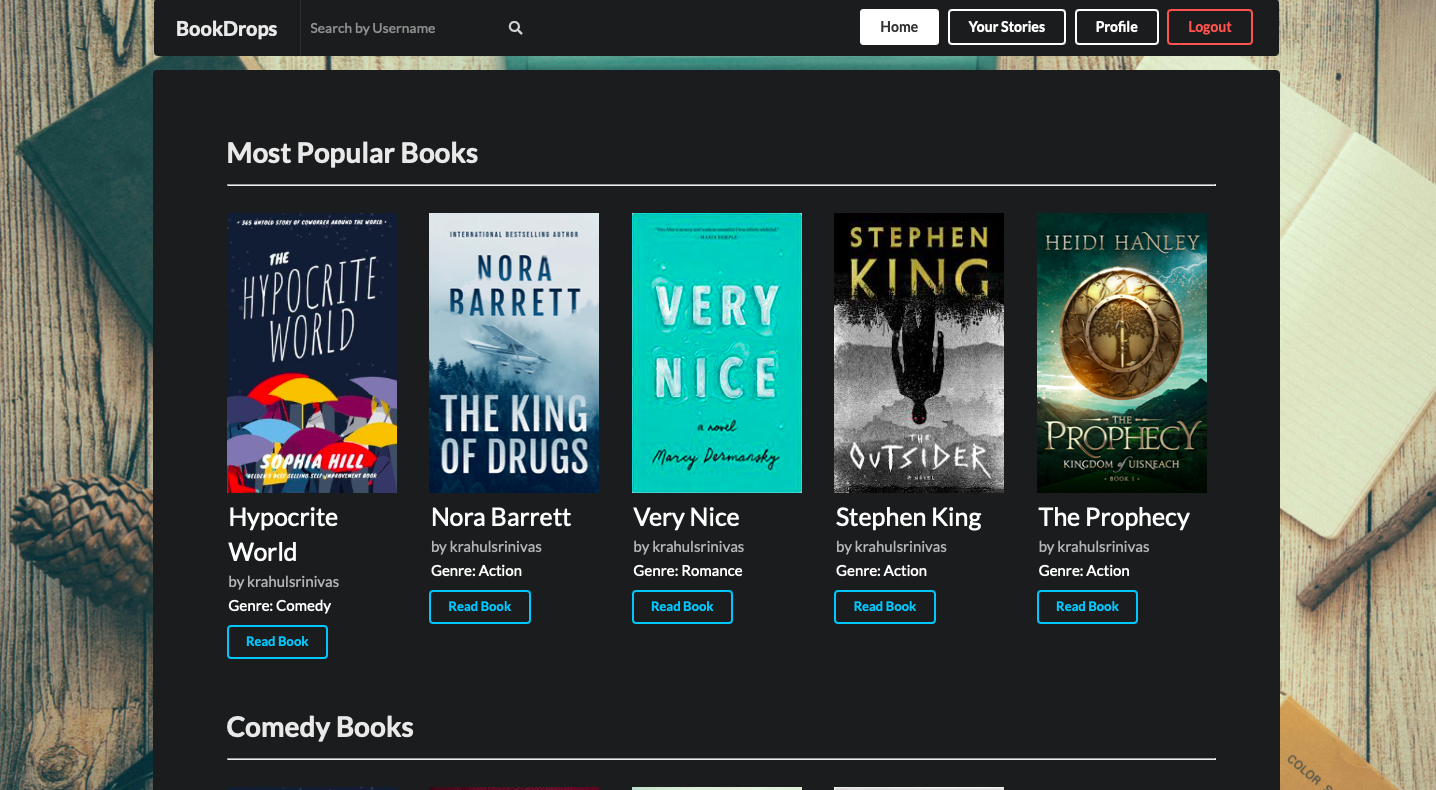 BookDrops
Search by Username
Home
Your Stories
Profile
Logout
Most Popular Books
• 365 UNTOLD STORY OF COWORKER AROUND THE WORLD •
THE
HYPOCRITE
WORLD
SOPHIA HILL
BEST SELLING SELF IMPROVEMENT BOOK
INTERNATIONAL BESTSELLING AUTHOR
NORA
BARRETT
THE KING
OF DRUGS
VERY
NICE
a novel
Marcy Dermansky
STEPHEN
KING
THE
OUTSIDER
A NOVEL
HEIDI HANLEY
THE
PROPHECY
KINGDOM of UISNEACH
• BOOK 1 •
Hypocrite
World
by krahulsrinivas
Genre: Comedy
Read Book
Nora Barrett
by krahulsrinivas
Genre: Action
Read Book
Very Nice
by krahulsrinivas
Genre: Romance
Read Book
Stephen King
by krahulsrinivas
Genre: Action
Read Book
The Prophecy
by krahulsrinivas
Genre: Action
Read Book
Comedy Books
COLOR